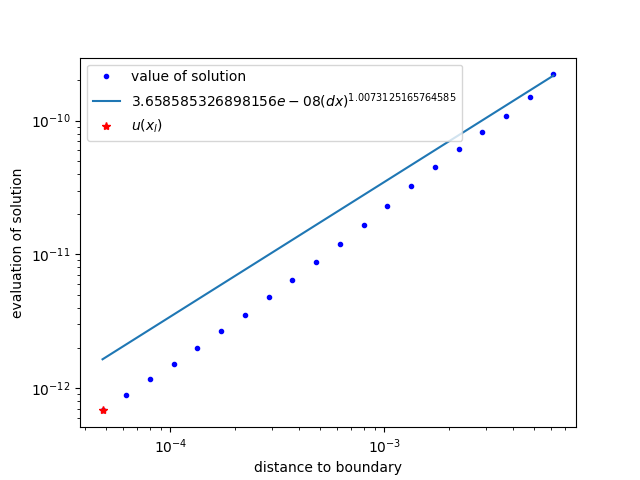 value of solution
3.658585326898156e − 08(dx)^1.0073125165764585
u(x_l)
evaluation of solution
10^−10
10^−11
10^−12
10^−4
10^−3
distance to boundary